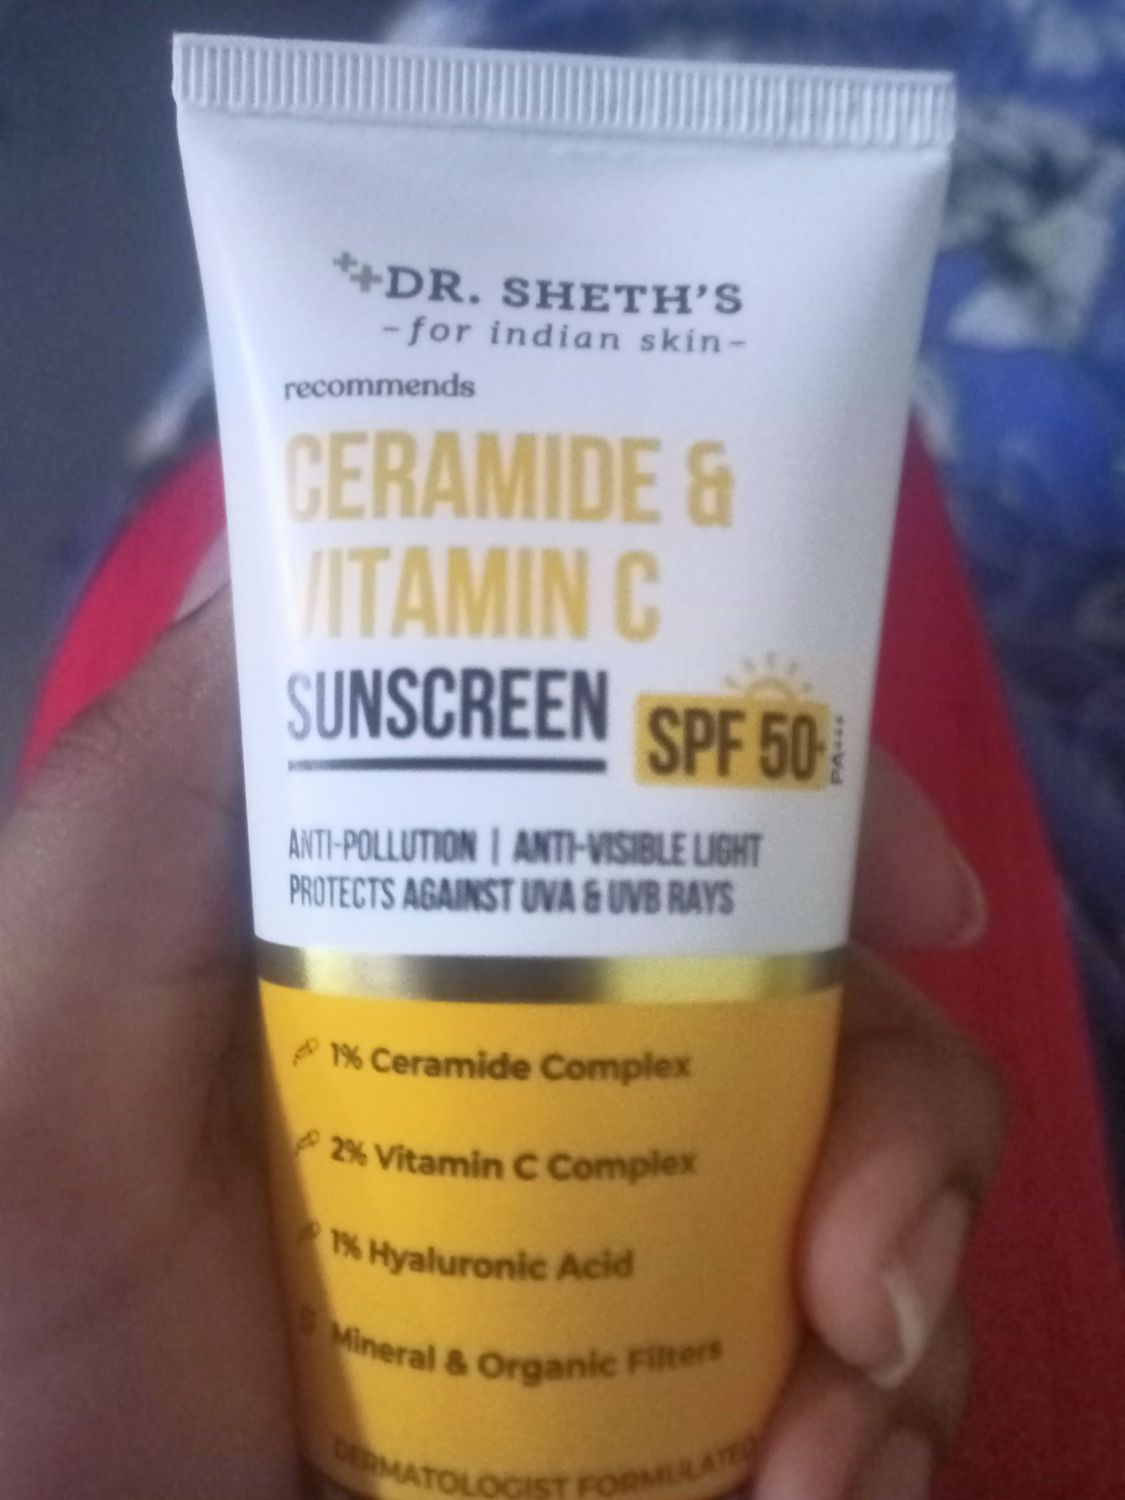 DR. SHETH'S
-for indian skin-
recommends
CERAMIDE &
VITAMIN C
SUNSCREEN
SPF 50+
PA+++
ANTI-POLLUTION | ANTI-VISIBLE LIGHT
PROTECTS AGAINST UVA & UVB RAYS
1% Ceramide Complex
2% Vitamin C Complex
1% Hyaluronic Acid
Mineral & Organic Filters
DERMATOLOGIST FORMULATED